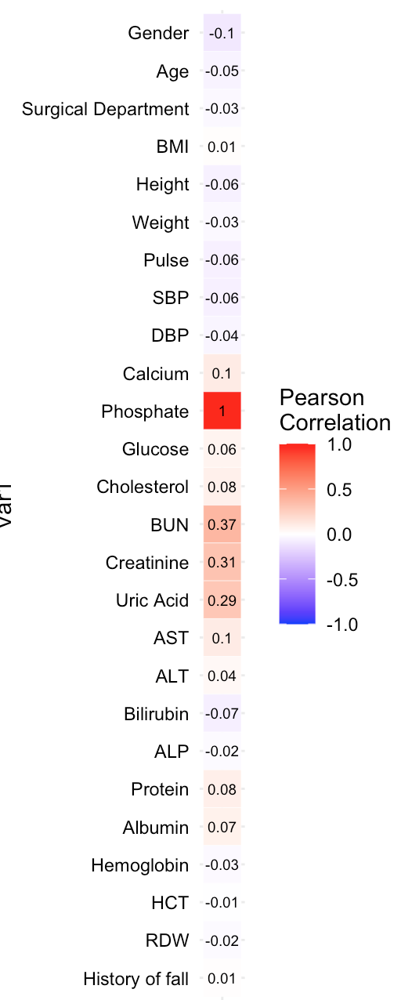 Gender -0.1
Age -0.05
Surgical Department -0.03
BMI 0.01
Height -0.06
Weight -0.03
Pulse -0.06
SBP -0.06
DBP -0.04
Calcium 0.1
Phosphate 1
Glucose 0.06
Cholesterol 0.08
BUN 0.37
Creatinine 0.31
Uric Acid 0.29
AST 0.1
ALT 0.04
Bilirubin -0.07
ALP -0.02
Protein 0.08
Albumin 0.07
Hemoglobin -0.03
HCT -0.01
RDW -0.02
History of fall 0.01
Var1
Pearson
Correlation
1.0
0.5
0.0
-0.5
-1.0